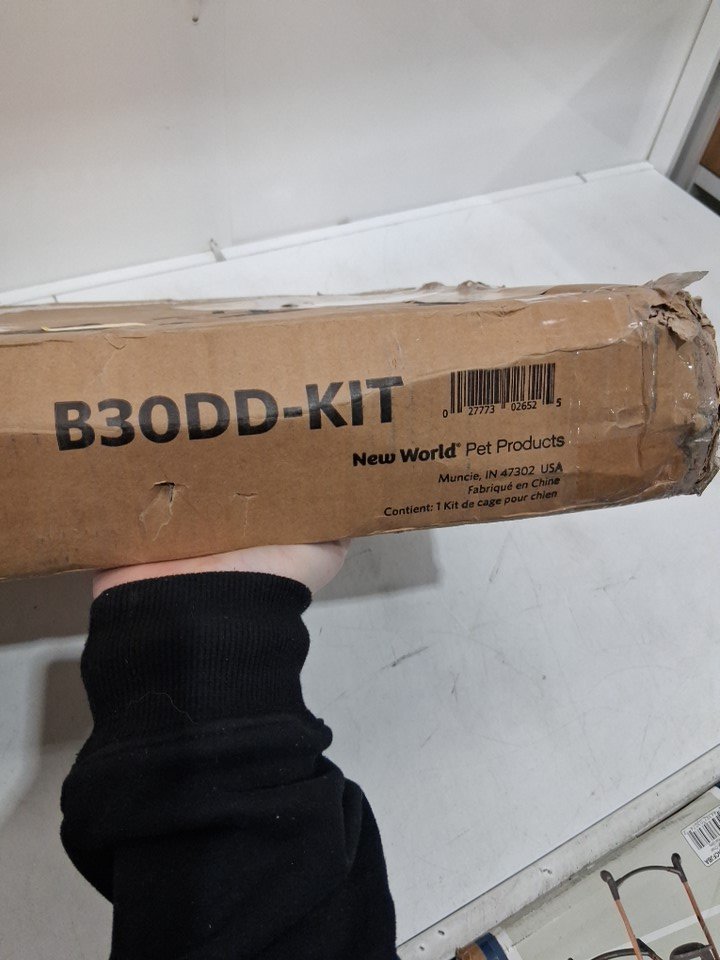 B30DD-KIT
0 27773 02652 5
New World® Pet Products
Muncie, IN 47302 USA
Fabriqué en Chine
Contient: 1 Kit de cage pour chien